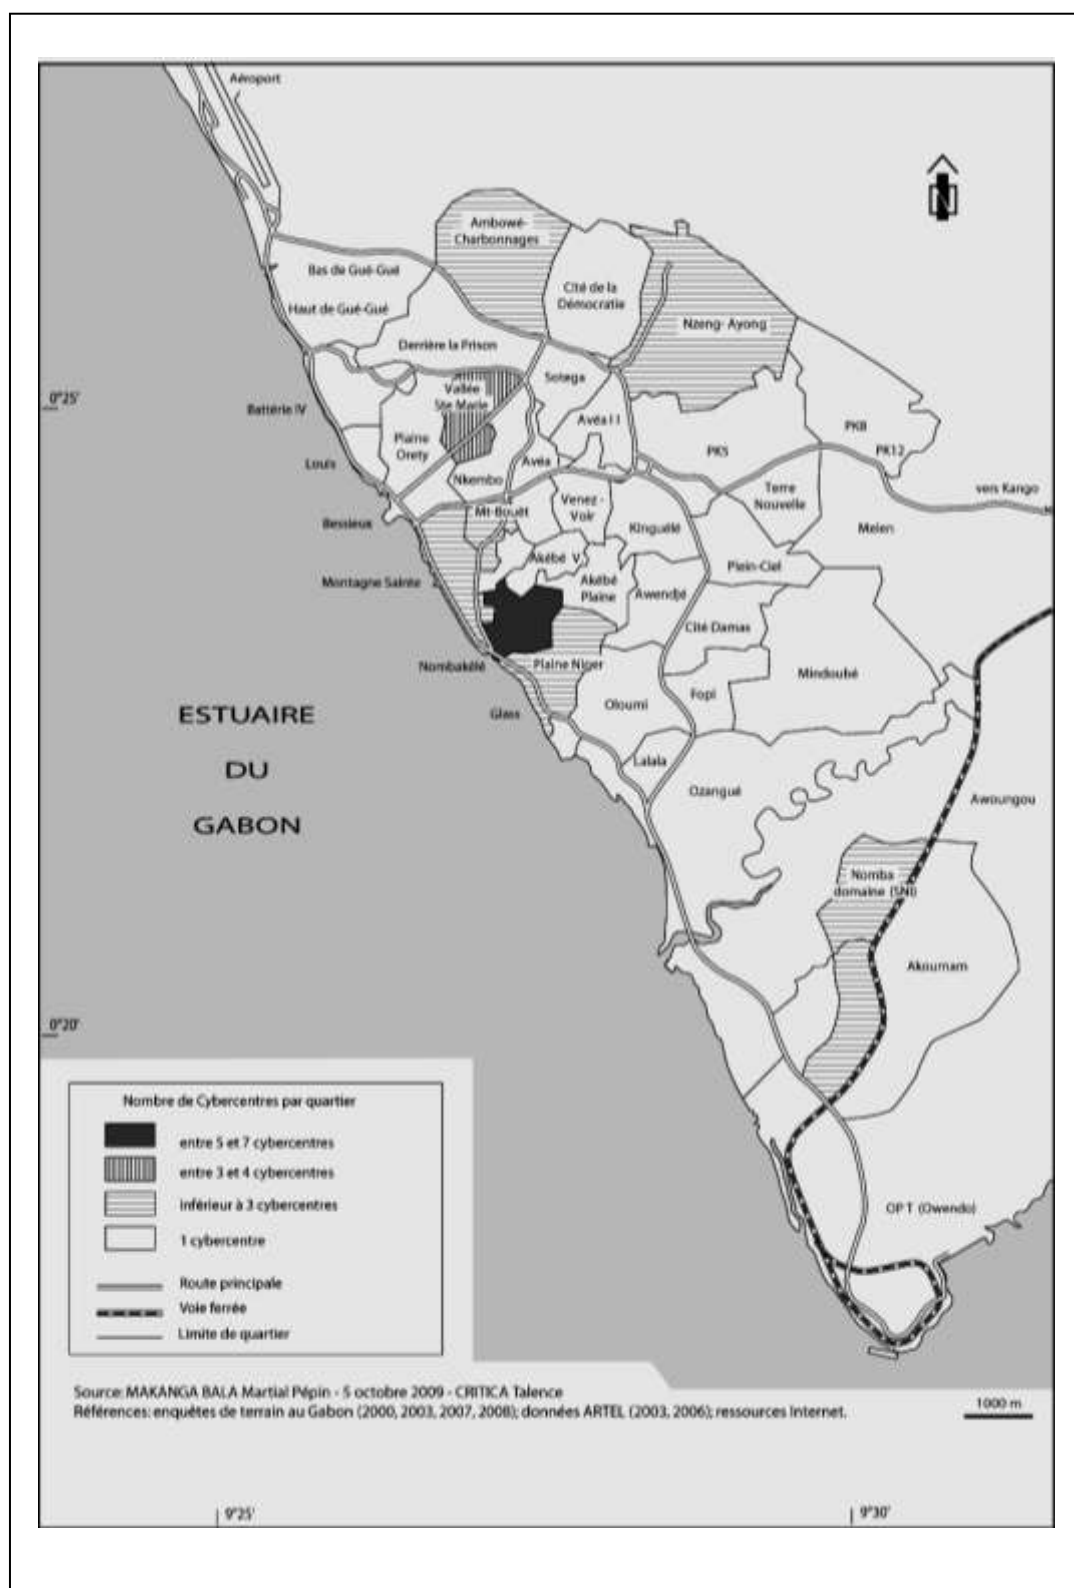 Aéroport
N
Ambowé-
Charbonnages
Bas de Gué-Gué
Cité de la
Démocratie
Haut de Gué-Gué
Nzeng- Ayong
Derrière la Prison
Sotega
Vallée
Ste Marie
0°25'
Battérie IV
Avéa I I
PK8
Plaine
Orety
PK5
PK12
Louis
Avéa
Nkembo
Terre
Nouvelle
vers Kango
Venez -
Voir
Mt-Bouët
Bessieux
Kinguélé
Melen
Akébé V
Plein-Ciel
Montagne Sainte
Akébé
Plaine
Awendjé
Cité Damas
Nombakélé
Plaine Niger
Mindoubé
Fopi
Oloumi
ESTUAIRE
DU
GABON
Glass
Lalala
Ozangué
Awoungou
Nomba
domaine (SNI)
Akournam
0°20'
Nombre de Cybercentres par quartier
entre 5 et 7 cybercentres
entre 3 et 4 cybercentres
inférieur à 3 cybercentres
1 cybercentre
Route principale
Voie ferrée
Limite de quartier
OP T (Owendo)
Source: MAKANGA BALA Martial Pépin - 5 octobre 2009 - CRITICA Talence
Références: enquêtes de terrain au Gabon (2000, 2003, 2007, 2008); données ARTEL (2003, 2006); ressources Internet.
1000 m
9°25'
9°30'